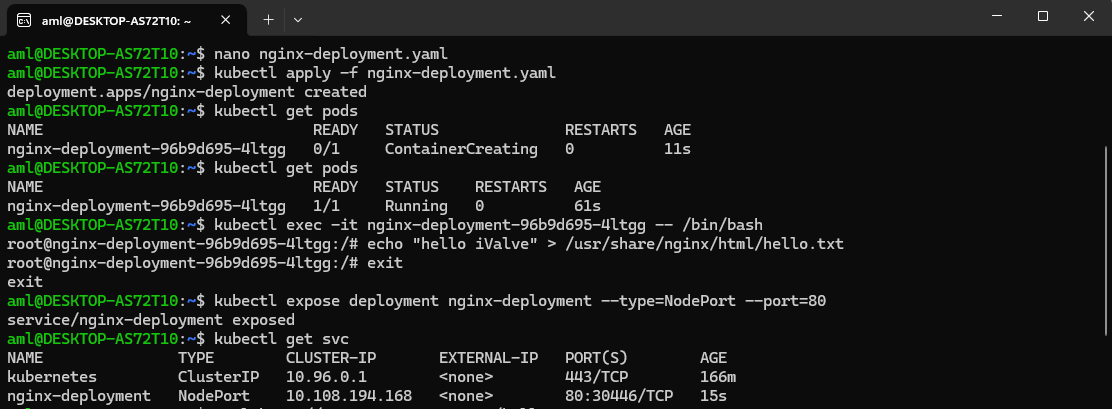 aml@DESKTOP-AS72T10: ~
aml@DESKTOP-AS72T10:~$ nano nginx-deployment.yaml
aml@DESKTOP-AS72T10:~$ kubectl apply -f nginx-deployment.yaml
deployment.apps/nginx-deployment created
aml@DESKTOP-AS72T10:~$ kubectl get pods
NAME                              READY   STATUS              RESTARTS   AGE
nginx-deployment-96b9d695-4ltgg   0/1     ContainerCreating   0          11s
aml@DESKTOP-AS72T10:~$ kubectl get pods
NAME                              READY   STATUS    RESTARTS   AGE
nginx-deployment-96b9d695-4ltgg   1/1     Running   0          61s
aml@DESKTOP-AS72T10:~$ kubectl exec -it nginx-deployment-96b9d695-4ltgg -- /bin/bash
root@nginx-deployment-96b9d695-4ltgg:/# echo "hello iValve" > /usr/share/nginx/html/hello.txt
root@nginx-deployment-96b9d695-4ltgg:/# exit
exit
aml@DESKTOP-AS72T10:~$ kubectl expose deployment nginx-deployment --type=NodePort --port=80
service/nginx-deployment exposed
aml@DESKTOP-AS72T10:~$ kubectl get svc
NAME               TYPE        CLUSTER-IP       EXTERNAL-IP   PORT(S)        AGE
kubernetes         ClusterIP   10.96.0.1        <none>        443/TCP        166m
nginx-deployment   NodePort    10.108.194.168   <none>        80:30446/TCP   15s